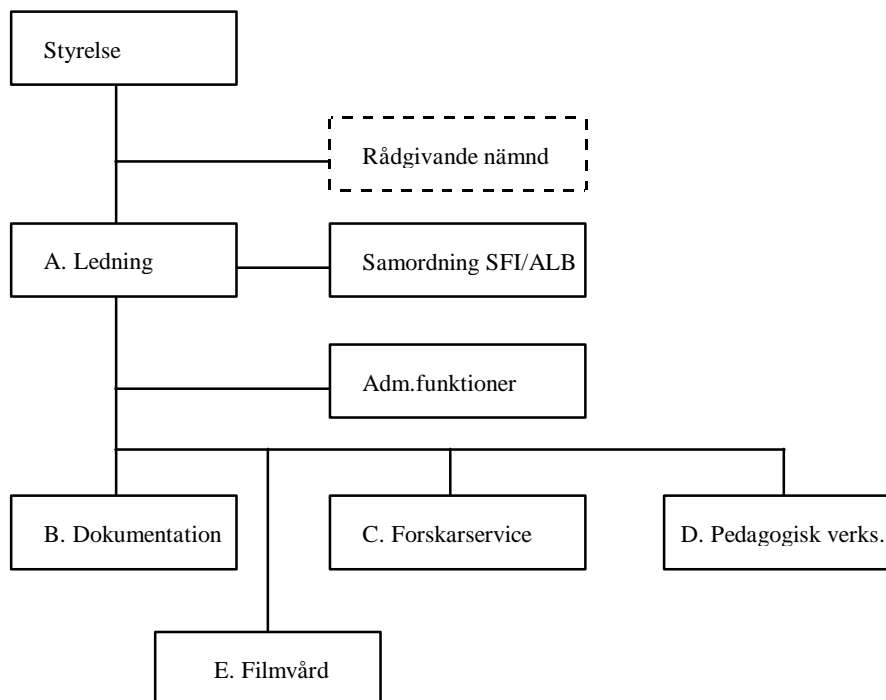 Styrelse
Rådgivande nämnd
A. Ledning
Samordning SFI/ALB
Adm.funktioner
B. Dokumentation
C. Forskarservice
D. Pedagogisk verks.
E. Filmvård